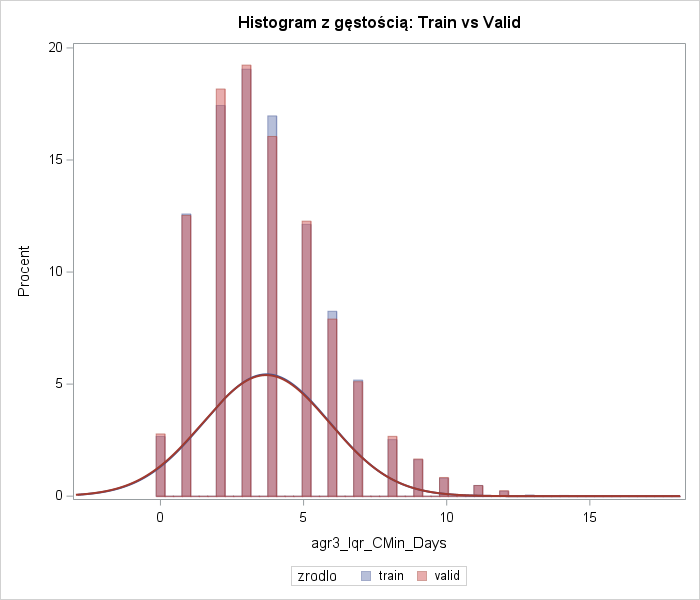 Histogram z gęstością: Train vs Valid
20
15
10
5
0
Procent
0 5 10 15
agr3_Iqr_CMin_Days
zrodlo train valid